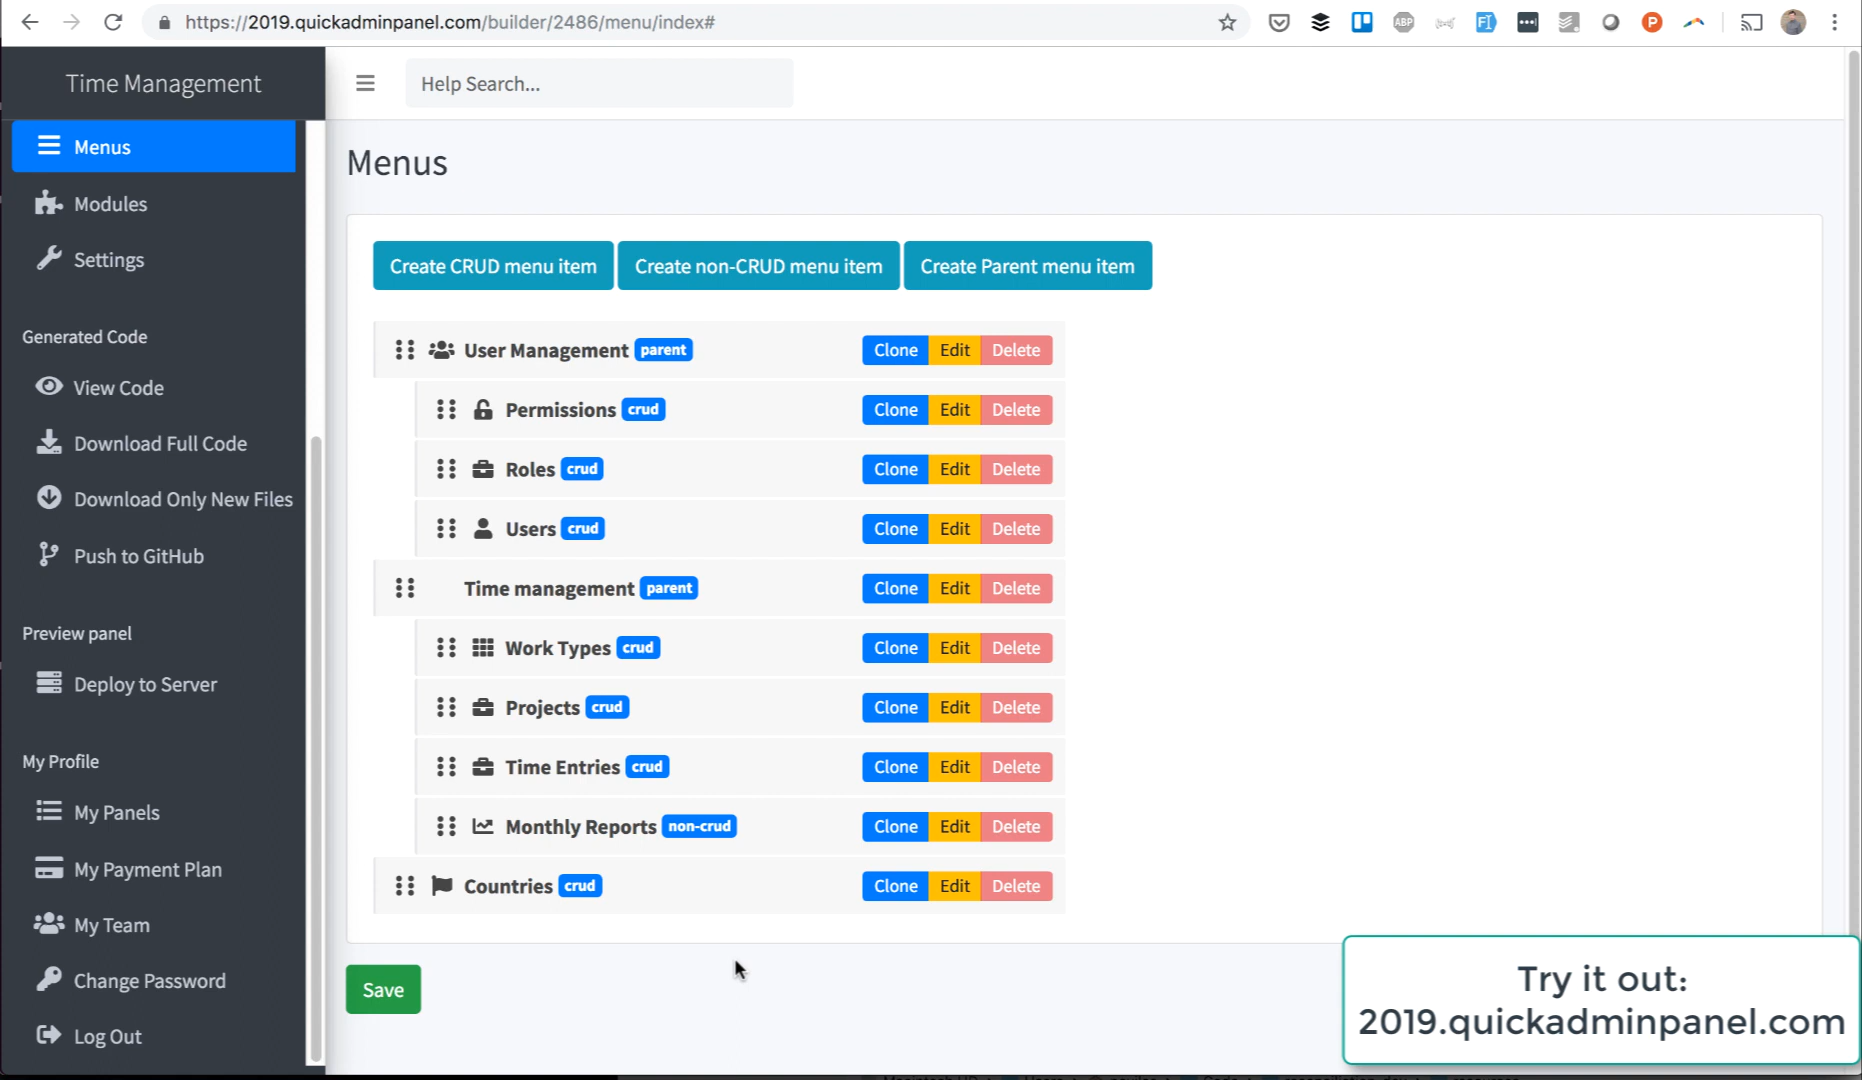 https://2019.quickadminpanel.com/builder/2486/menu/index#
ABP
P
Time Management
Help Search...
Menus
Modules
Settings
Generated Code
View Code
Download Full Code
Download Only New Files
Push to GitHub
Preview panel
Deploy to Server
My Profile
My Panels
My Payment Plan
My Team
Change Password
Log Out
Menus
Create CRUD menu item
Create non-CRUD menu item
Create Parent menu item
User Management parent Clone Edit Delete
Permissions crud Clone Edit Delete
Roles crud Clone Edit Delete
Users crud Clone Edit Delete
Time management parent Clone Edit Delete
Work Types crud Clone Edit Delete
Projects crud Clone Edit Delete
Time Entries crud Clone Edit Delete
Monthly Reports non-crud Clone Edit Delete
Countries crud Clone Edit Delete
Save
Try it out:
2019.quickadminpanel.com